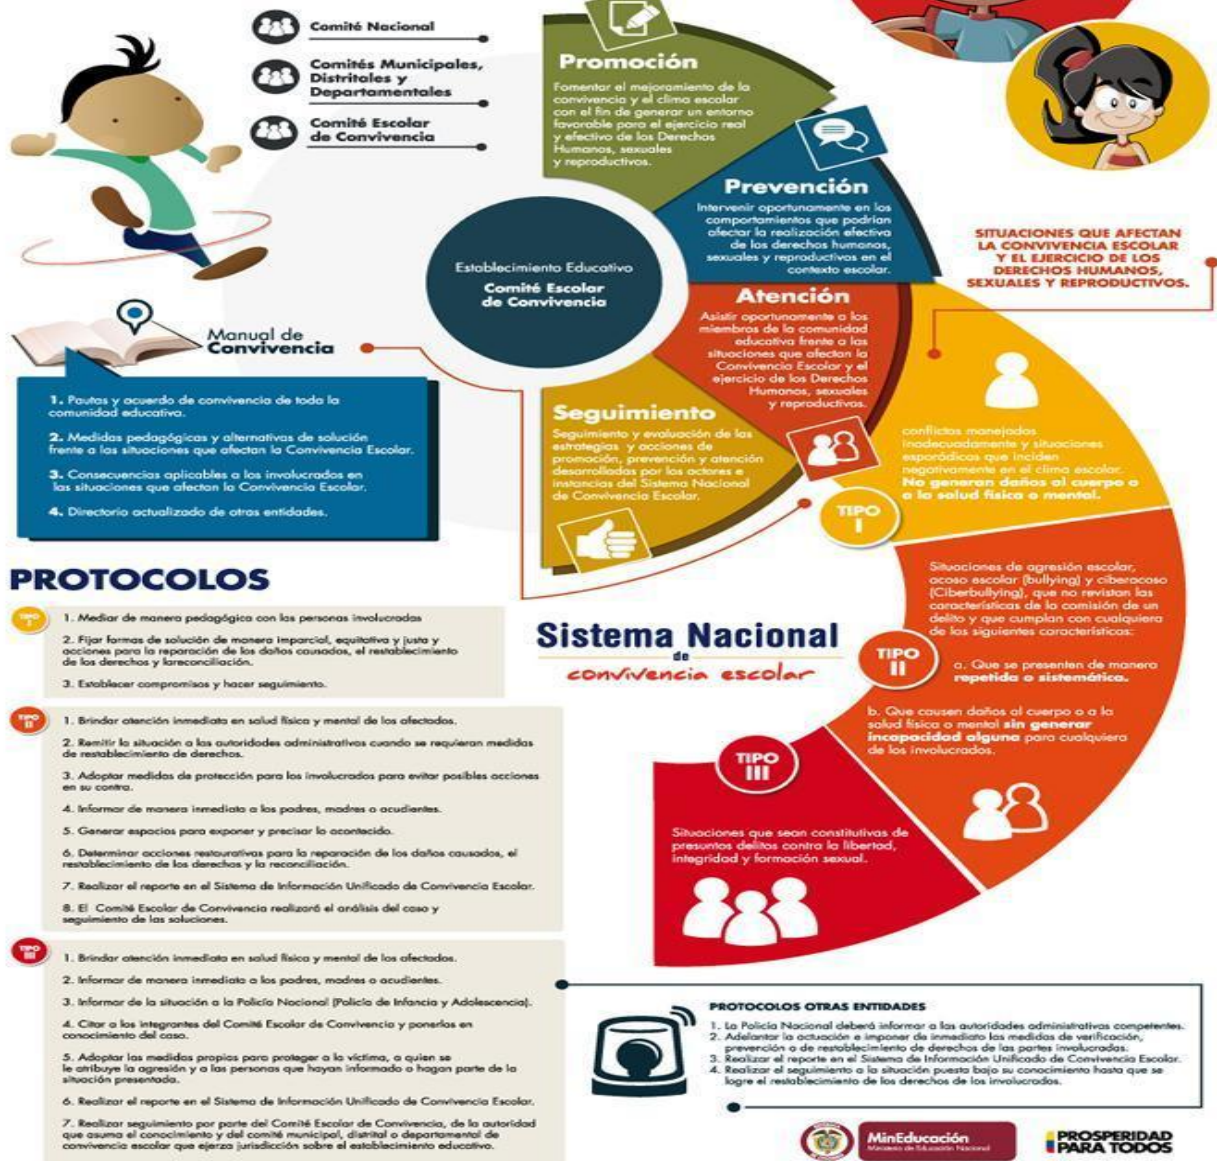 Comité Nacional
Comités Municipales,
Distritales y
Departamentales
Comité Escolar
de Convivencia
Promoción
Fomentar el mejoramiento de la
convivencia y el clima escolar
con el fin de generar un entorno
favorable para el ejercicio real
y efectivo de los Derechos
Humanos, sexuales
y reproductivos.
Prevención
Intervenir oportunamente en los
comportamientos que podrían
afectar la realización efectiva
de los derechos humanos,
sexuales y reproductivos en el
contexto escolar.
Establecimiento Educativo
Comité Escolar
de Convivencia
Atención
Asistir oportunamente a los
miembros de la comunidad
educativa frente a las
situaciones que afectan la
Convivencia Escolar y el
ejercicio de los Derechos
Humanos, sexuales
y reproductivos.
Seguimiento
Seguimiento y evaluación de las
estrategias y acciones de
promoción, prevención y atención
desarrolladas por los actores e
instancias del Sistema Nacional
de Convivencia Escolar.
SITUACIONES QUE AFECTAN
LA CONVIVENCIA ESCOLAR
Y EL EJERCICIO DE LOS
DERECHOS HUMANOS,
SEXUALES Y REPRODUCTIVOS.
Manual de
Convivencia
1. Pautas y acuerdo de convivencia de toda la
comunidad educativa.
2. Medidas pedagógicas y alternativas de solución
frente a las situaciones que afectan la Convivencia Escolar.
3. Consecuencias aplicables a los involucrados en
las situaciones que afectan la Convivencia Escolar.
4. Directorio actualizado de otras entidades.
conflictos manejados
inadecuadamente y situaciones
esporádicas que inciden
negativamente en el clima escolar.
No generan daños al cuerpo o
a la salud física o mental.
TIPO
I
Situaciones de agresión escolar,
acoso escolar (bullying) y ciberacoso
(Ciberbullying), que no revistan las
características de la comisión de un
delito y que cumplan con cualquiera
de las siguientes características:
TIPO
II
a. Que se presenten de manera
repetida o sistemática.
b. Que causen daños al cuerpo o a la
salud física o mental sin generar
incapacidad alguna para cualquiera
de los involucrados.
TIPO
III
Situaciones que sean constitutivas de
presuntos delitos contra la libertad,
integridad y formación sexual.
Sistema Nacional
de
convivencia escolar
PROTOCOLOS
TIPO
I
1. Mediar de manera pedagógica con las personas involucradas
2. Fijar formas de solución de manera imparcial, equitativa y justa y
acciones para la reparación de los daños causados, el restablecimiento
de los derechos y lareconciliación.
3. Establecer compromisos y hacer seguimiento.
TIPO
II
1. Brindar atención inmediata en salud física y mental de los afectados.
2. Remitir la situación a las autoridades administrativas cuando se requieran medidas
de restablecimiento de derechos.
3. Adoptar medidas de protección para los involucrados para evitar posibles acciones
en su contra.
4. Informar de manera inmediata a los padres, madres o acudientes.
5. Generar espacios para exponer y precisar lo acontecido.
6. Determinar acciones restaurativas para la reparación de los daños causados, el
restablecimiento de los derechos y la reconciliación.
7. Realizar el reporte en el Sistema de Información Unificado de Convivencia Escolar.
8. El Comité Escolar de Convivencia realizará el análisis del caso y
seguimiento de las soluciones.
TIPO
III
1. Brindar atención inmediata en salud física y mental de los afectados.
2. Informar de manera inmediata a los padres, madres o acudientes.
3. Informar de la situación a la Policía Nacional (Policía de Infancia y Adolescencia).
4. Citar a los integrantes del Comité Escolar de Convivencia y ponerlos en
conocimiento del caso.
5. Adoptar las medidas propias para proteger a la víctima, a quien se
le atribuye la agresión y a las personas que hayan informado o hagan parte de la
situación presentada.
6. Realizar el reporte en el Sistema de Información Unificado de Convivencia Escolar.
7. Realizar seguimiento por parte del Comité Escolar de Convivencia, de la autoridad
que asuma el conocimiento y del comité municipal, distrital o departamental de
convivencia escolar que ejerza jurisdicción sobre el establecimiento educativo.
PROTOCOLOS OTRAS ENTIDADES
1. La Policía Nacional deberá informar a las autoridades administrativas competentes.
2. Adelantar la actuación e imponer de inmediato las medidas de verificación,
prevención o de restablecimiento de derechos de las partes involucradas.
3. Realizar el reporte en el Sistema de Información Unificado de Convivencia Escolar.
4. Realizar el seguimiento a la situación puesta bajo su conocimiento hasta que se
logre el restablecimiento de los derechos de los involucrados.
MinEducación
Ministerio de Educación Nacional
PROSPERIDAD
PARA TODOS